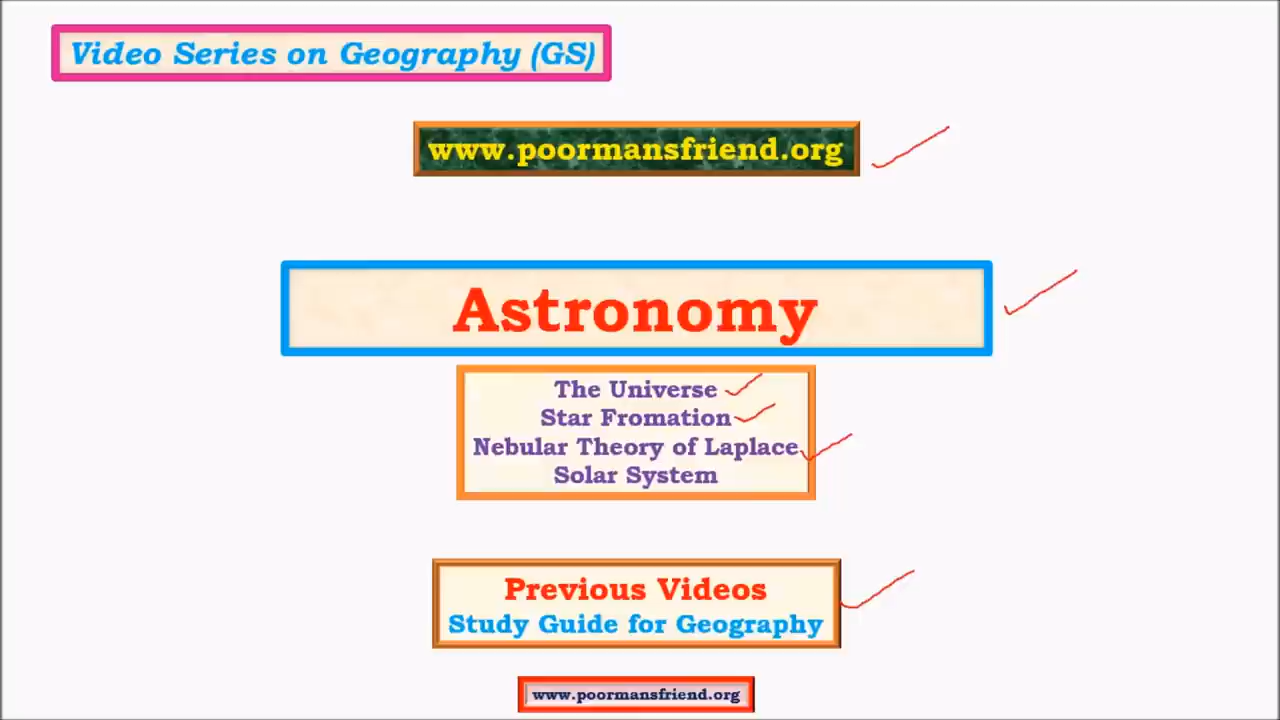 Video Series on Geography (GS)
www.poormansfriend.org
Astronomy
The Universe
Star Fromation
Nebular Theory of Laplace
Solar System
Previous Videos
Study Guide for Geography
www.poormansfriend.org